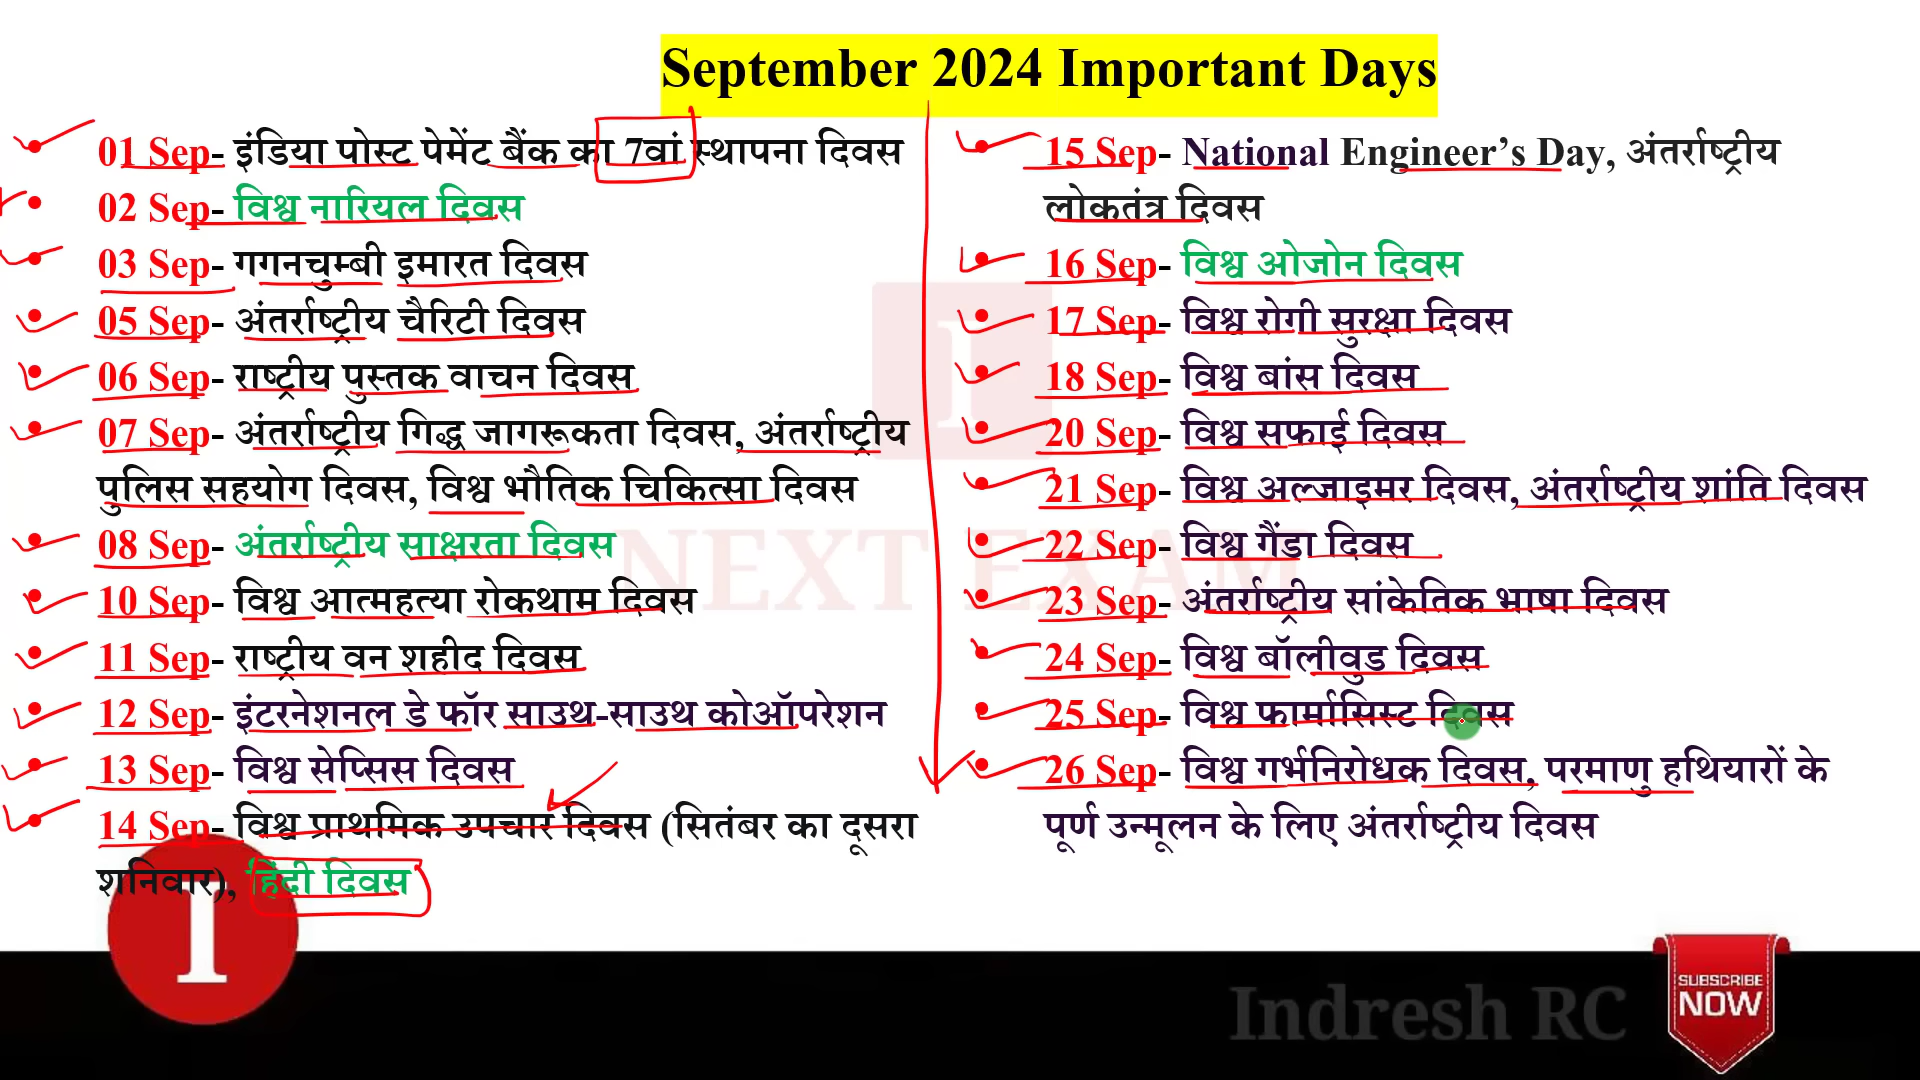 September 2024 Important Days
01 Sep- इंडिया पोस्ट पेमेंट बैंक का 7वां स्थापना दिवस
02 Sep- विश्व नारियल दिवस
03 Sep- गगनचुम्बी इमारत दिवस
05 Sep- अंतर्राष्ट्रीय चैरिटी दिवस
06 Sep- राष्ट्रीय पुस्तक वाचन दिवस
07 Sep- अंतर्राष्ट्रीय गिद्ध जागरूकता दिवस, अंतर्राष्ट्रीय
पुलिस सहयोग दिवस, विश्व भौतिक चिकित्सा दिवस
08 Sep- अंतर्राष्ट्रीय साक्षरता दिवस
10 Sep- विश्व आत्महत्या रोकथाम दिवस
11 Sep- राष्ट्रीय वन शहीद दिवस
12 Sep- इंटरनेशनल डे फॉर साउथ-साउथ कोऑपरेशन
13 Sep- विश्व सेप्सिस दिवस
14 Sep- विश्व प्राथमिक उपचार दिवस (सितंबर का दूसरा
शनिवार), हिंदी दिवस
15 Sep- National Engineer’s Day, अंतर्राष्ट्रीय
लोकतंत्र दिवस
16 Sep- विश्व ओजोन दिवस
17 Sep- विश्व रोगी सुरक्षा दिवस
18 Sep- विश्व बांस दिवस
20 Sep- विश्व सफाई दिवस
21 Sep- विश्व अल्जाइमर दिवस, अंतर्राष्ट्रीय शांति दिवस
22 Sep- विश्व गैंडा दिवस
23 Sep- अंतर्राष्ट्रीय सांकेतिक भाषा दिवस
24 Sep- विश्व बॉलीवुड दिवस
25 Sep- विश्व फार्मासिस्ट दिवस
26 Sep- विश्व गर्भनिरोधक दिवस, परमाणु हथियारों के
पूर्ण उन्मूलन के लिए अंतर्राष्ट्रीय दिवस
I
NEXT EXAM
I
Indresh RC
SUBSCRIBE
NOW